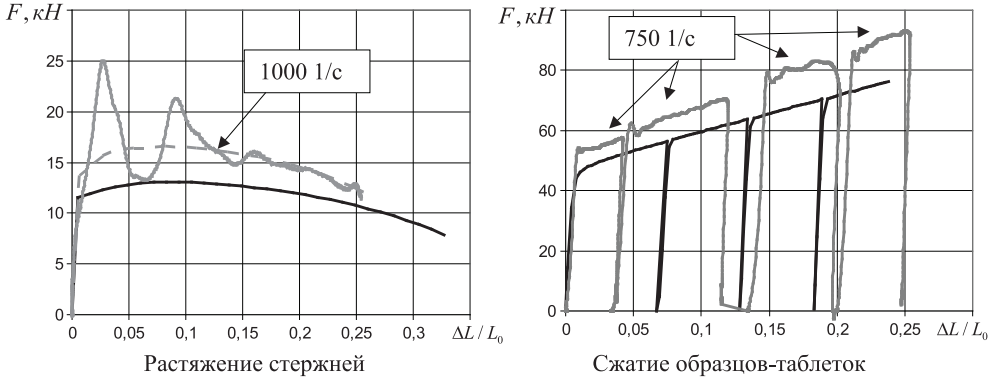 F, кН
30
25
20
15
10
5
0
1000 1/с
0 0,05 0,1 0,15 0,2 0,25 0,3 ΔL / L₀
Растяжение стержней
F, кН
100
80
60
40
20
0
750 1/с
0 0,05 0,1 0,15 0,2 0,25 ΔL / L₀
Сжатие образцов-таблеток